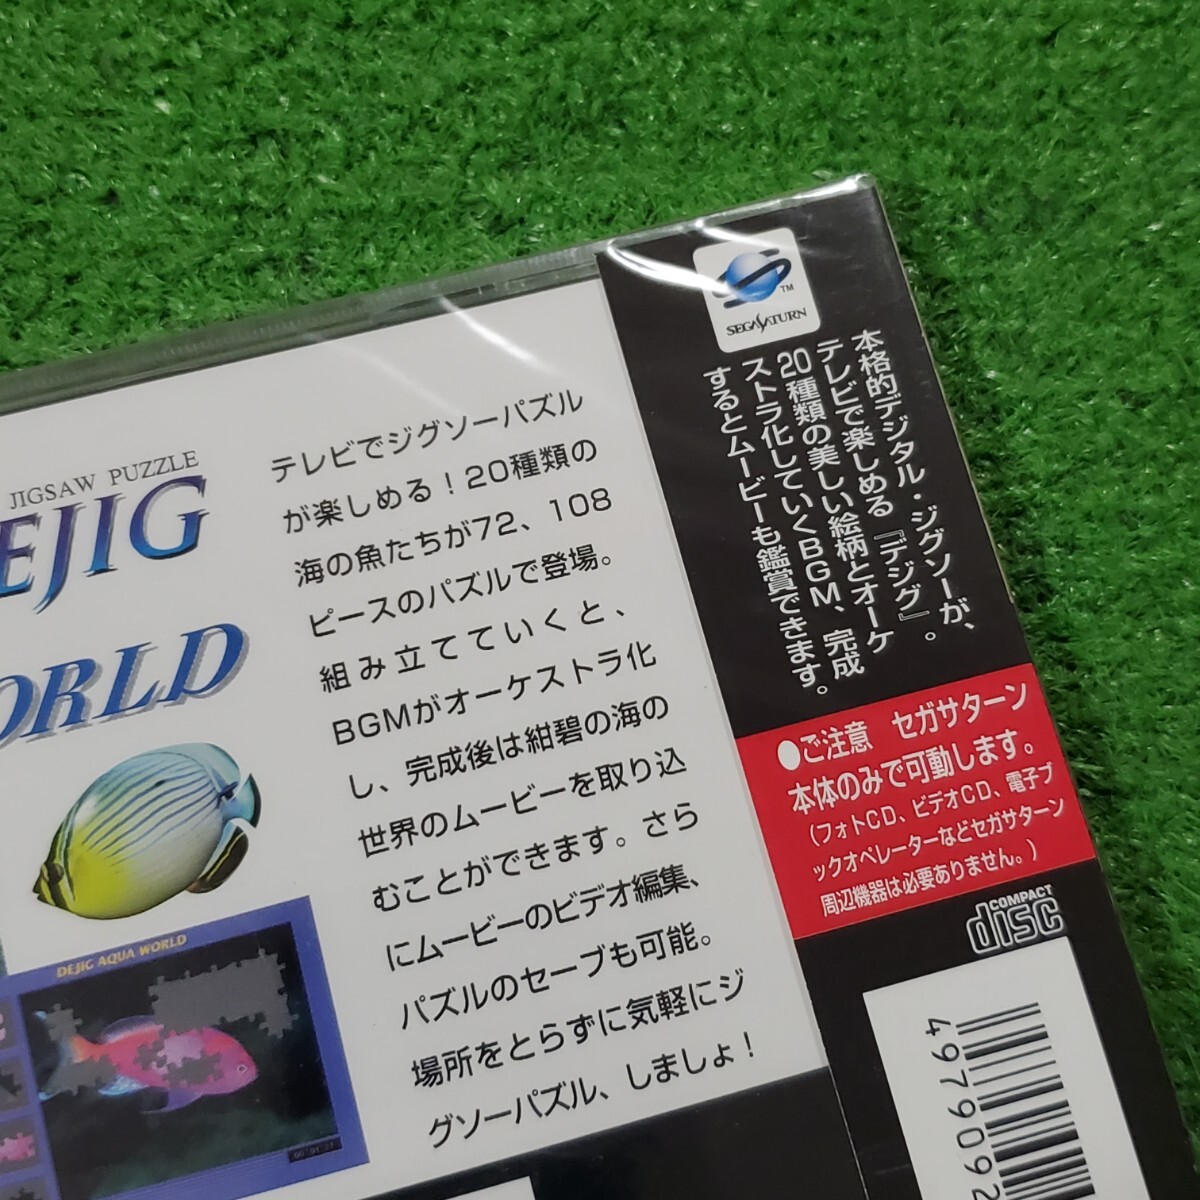 JIGSAW PUZZLE
EJIG
ORLD
テレビでジグソーパズル
が楽しめる!20種類の
海の魚たちが72、108
ピースのパズルで登場。
組み立てていくと、
BGMがオーケストラ化
し、完成後は紺碧の海の
世界のムービーを取り込
むことができます。さら
にムービーのビデオ編集、
パズルのセーブも可能。
場所をとらずに気軽にジ
グソーパズル、しましょ!
DEJIG AQUA WORLD
TM
SEGA SATURN
本格的デジタル・ジグソーが、
テレビで楽しめる『デジグ』。
20種類の美しい絵柄とオーケ
ストラ化していくBGM、完成
するとムービーも鑑賞できます。
●ご注意 セガサターン
本体のみで可動します。
(フォトCD、ビデオCD、電子ブ
ックオペレーターなどセガサターン
周辺機器は必要ありません。)
COMPACT
disc
497909